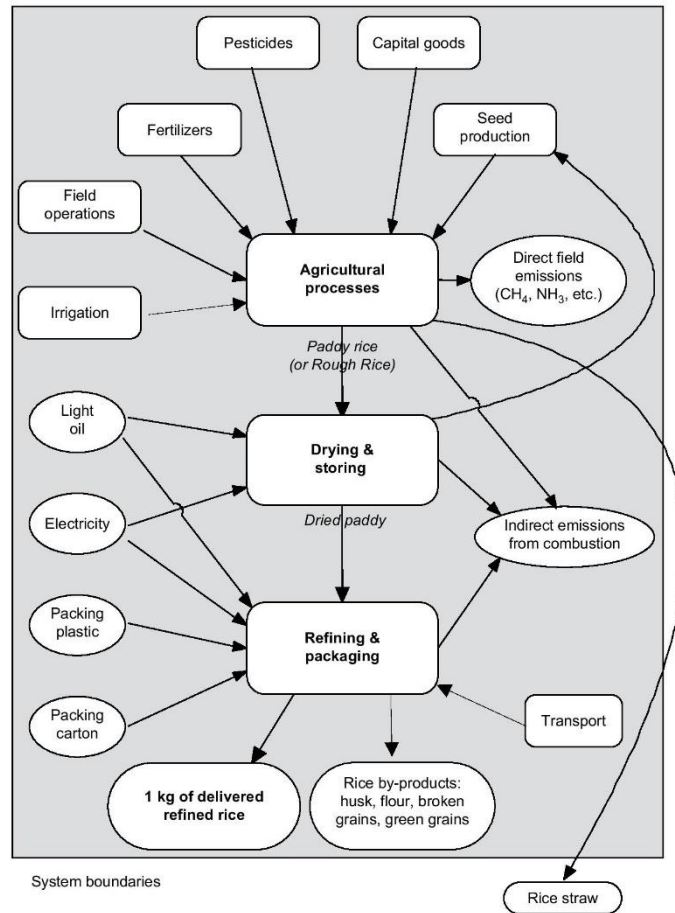 Pesticides
Capital goods
Fertilizers
Seed
production
Field
operations
Agricultural
processes
Direct field
emissions
(CH₄, NH₃, etc.)
Irrigation
Paddy rice
(or Rough Rice)
Light
oil
Drying &
storing
Electricity
Dried paddy
Indirect emissions
from combustion
Packing
plastic
Refining &
packaging
Packing
carton
Transport
1 kg of delivered
refined rice
Rice by-products:
husk, flour, broken
grains, green grains
System boundaries
Rice straw